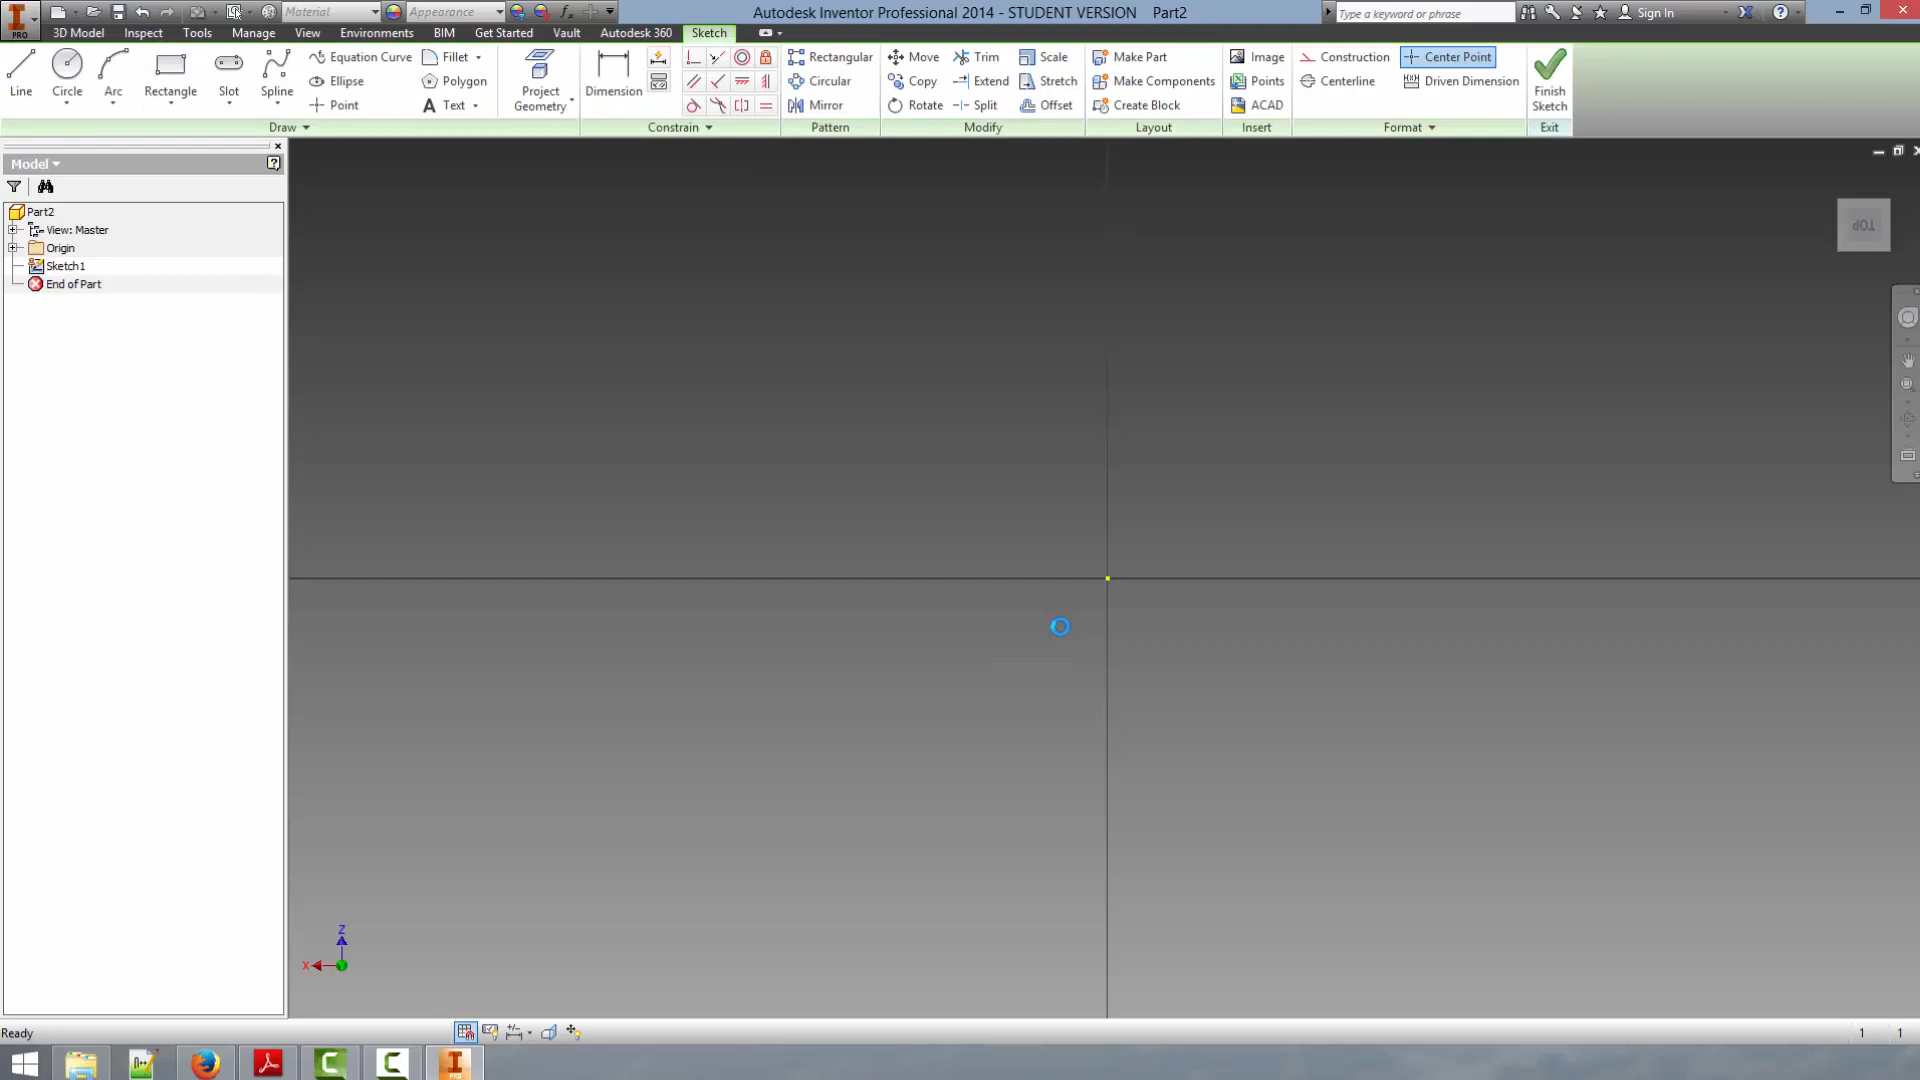 Material
Appearance
Autodesk Inventor Professional 2014 - STUDENT VERSION Part2
Type a keyword or phrase
Sign In
PRO
3D Model Inspect Tools Manage View Environments BIM Get Started Vault Autodesk 360 Sketch
Line Circle Arc Rectangle Slot Spline
Equation Curve Fillet
Ellipse Polygon
Point Text
Project Geometry
Dimension
Rectangular
Circular
Mirror
Move Trim Scale
Copy Extend Stretch
Rotate Split Offset
Make Part
Make Components
Create Block
Image
Points
ACAD
Construction Center Point
Centerline Driven Dimension
Finish Sketch
Draw Constrain Pattern Modify Layout Insert Format Exit
Model
Part2
View: Master
Origin
Sketch1
End of Part
TOP
Z
X
Ready
1 1
PRO